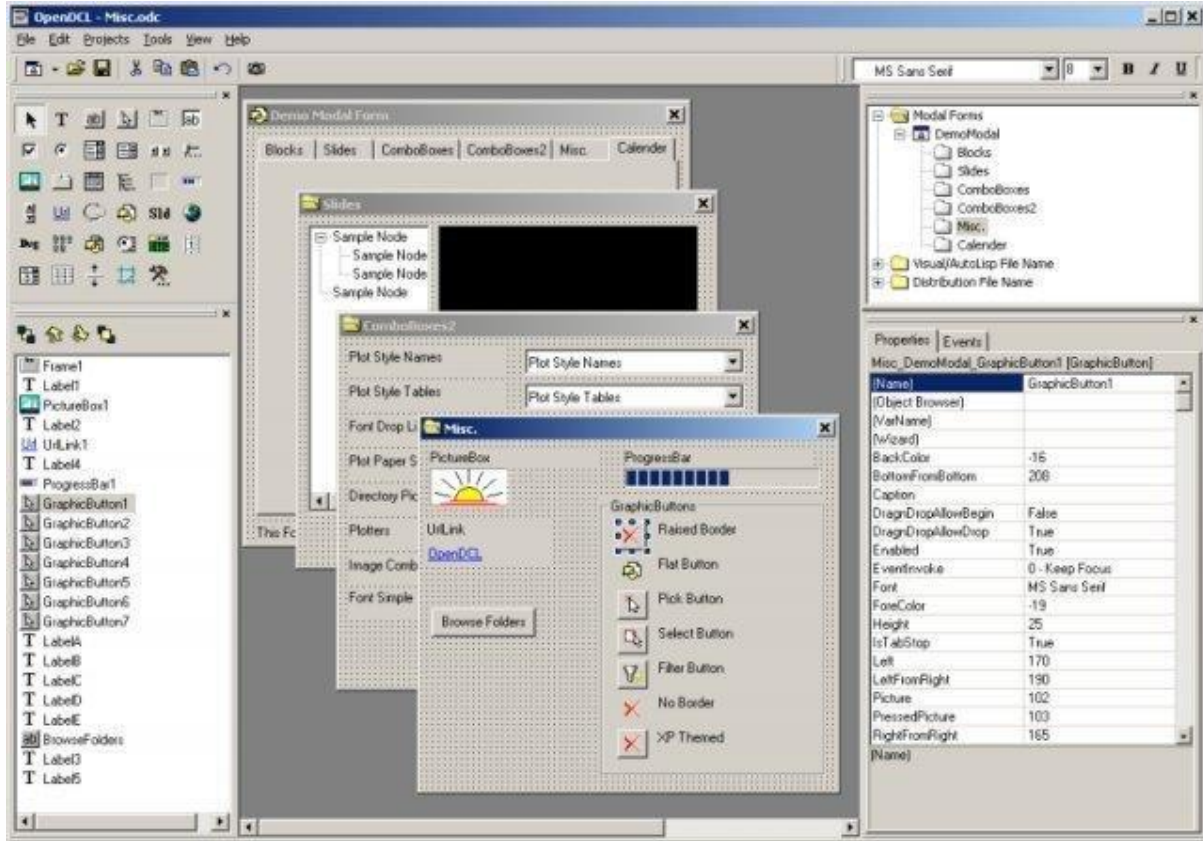 OpenDCL - Misc.odc
File Edit Projects Tools View Help
MS Sans Serif 8 B I U
Modal Forms
DemoModal
Blocks
Slides
ComboBoxes
ComboBoxes2
Misc.
Calender
Visual/AutoLisp File Name
Distribution File Name
Frame1
Label1
PictureBox1
Label2
UrlLink1
Label4
ProgressBar1
GraphicButton1
GraphicButton2
GraphicButton3
GraphicButton4
GraphicButton5
GraphicButton6
GraphicButton7
LabelA
LabelB
LabelC
LabelD
LabelE
BrowseFolders
Label3
Label5
Demo Modal Form
Blocks Slides ComboBoxes ComboBoxes2 Misc. Calender
This Fo
Slides
Sample Node
Sample Node
Sample Node
Sample Node
ComboBoxes2
Plot Style Names Plot Style Names
Plot Style Tables Plot Style Tables
Font Drop Li
Plot Paper S
Directory Pic
Plotters
Image Comb
Font Simple
Misc.
PictureBox
UrlLink
OpenDCL
Browse Folders
ProgressBar
GraphicButtons
Raised Border
Flat Button
Pick Button
Select Button
Filter Button
No Border
XP Themed
Properties Events
Misc_DemoModal_GraphicButton1 [GraphicButton]
(Name) GraphicButton1
(Object Browser)
(VarName)
(Wizard)
BackColor -16
BottomFromBottom 208
Caption
DragnDropAllowBegin False
DragnDropAllowDrop True
Enabled True
EventInvoke 0 - Keep Focus
Font MS Sans Serif
ForeColor -19
Height 25
IsTabStop True
Left 170
LeftFromRight 190
Picture 102
PressedPicture 103
RightFromRight 165
(Name)